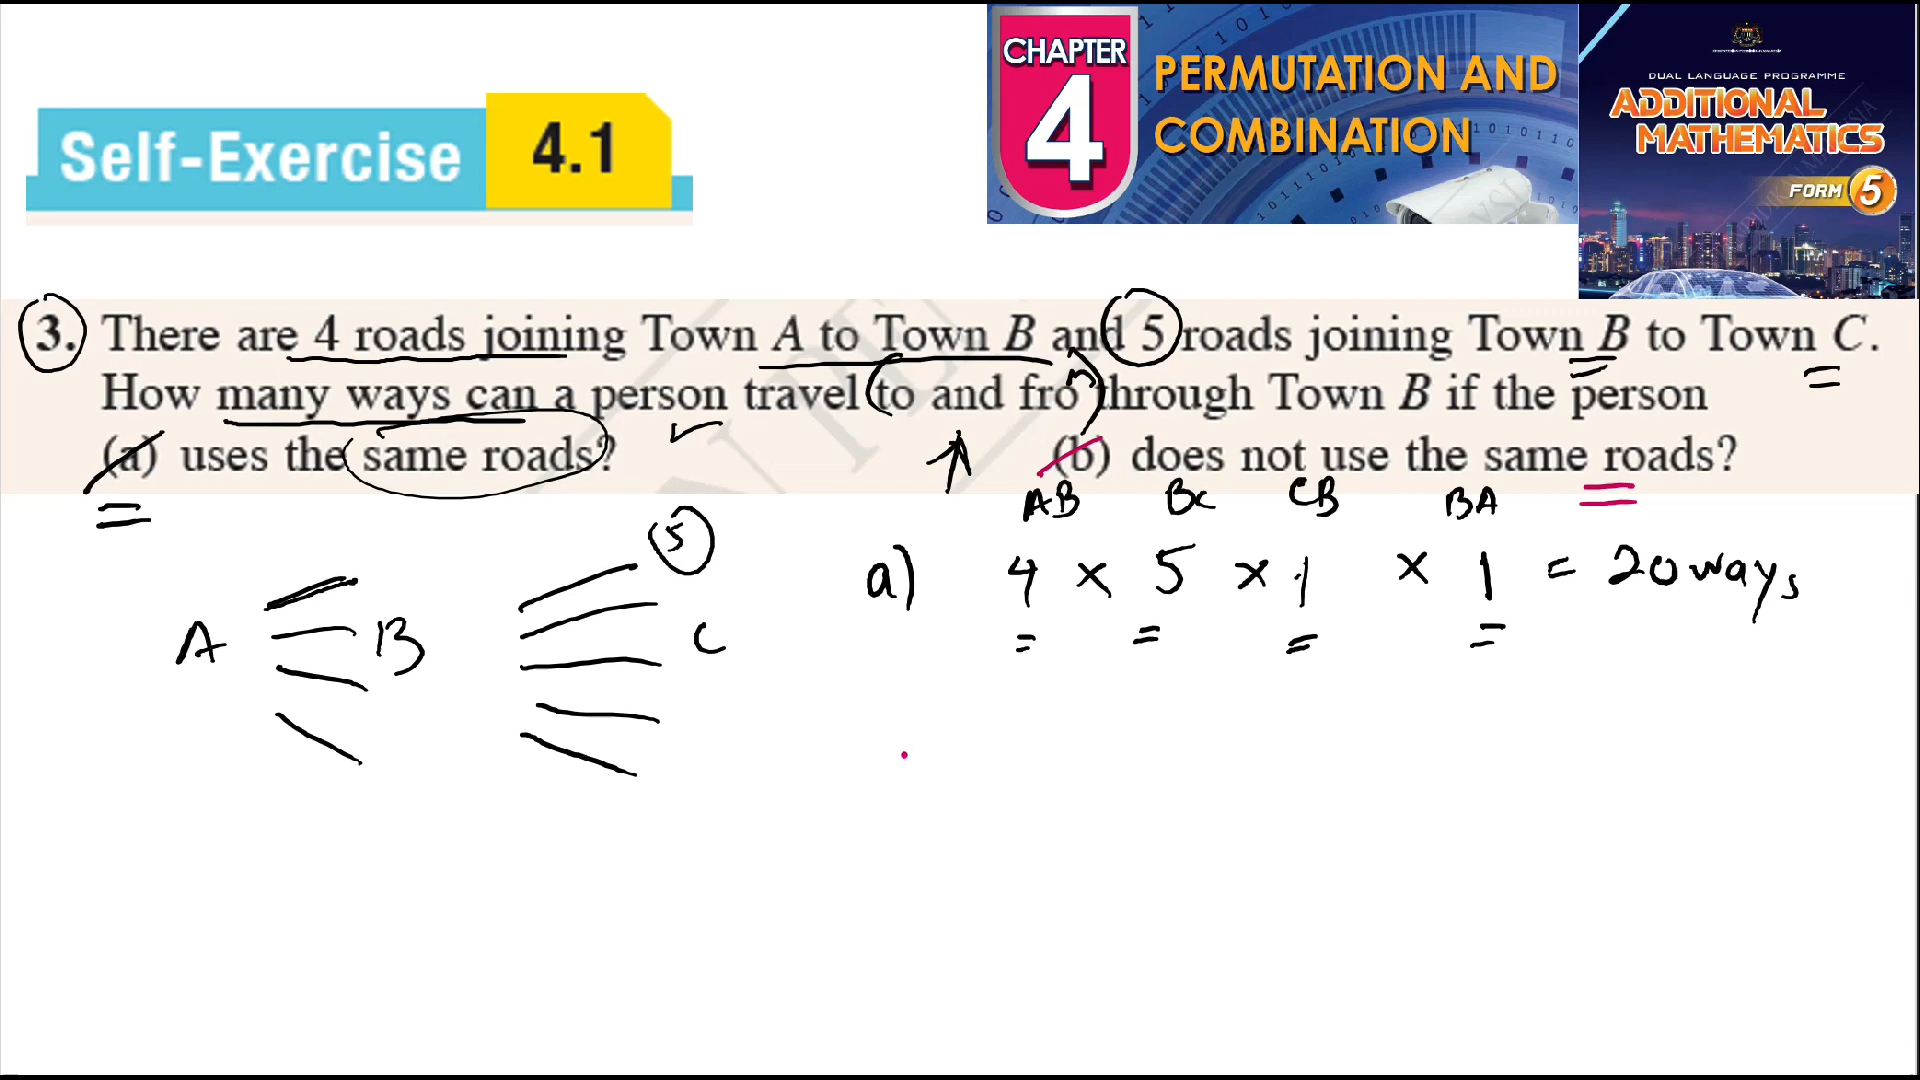 CHAPTER
4
PERMUTATION AND
COMBINATION
DUAL LANGUAGE PROGRAMME
ADDITIONAL
MATHEMATICS
FORM 5
Self-Exercise 4.1
3. There are 4 roads joining Town A to Town B and 5 roads joining Town B to Town C.
How many ways can a person travel to and fro through Town B if the person
(a) uses the same roads? (b) does not use the same roads?
AB BC CB BA
5
a) 4 × 5 × 1 × 1 = 20 ways
A B C